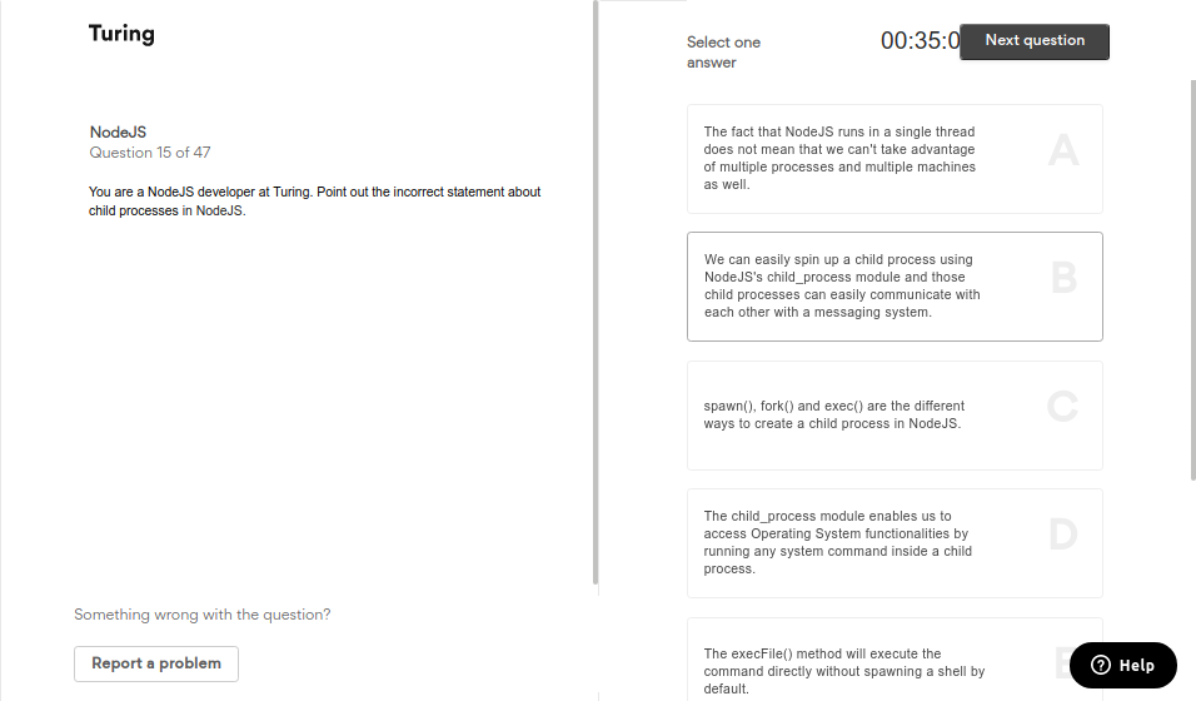 Turing
NodeJS
Question 15 of 47
You are a NodeJS developer at Turing. Point out the incorrect statement about
child processes in NodeJS.
Something wrong with the question?
Report a problem
Select one
answer
00:35:0
Next question
The fact that NodeJS runs in a single thread
does not mean that we can't take advantage
of multiple processes and multiple machines
as well.
A
We can easily spin up a child process using
NodeJS's child_process module and those
child processes can easily communicate with
each other with a messaging system.
B
spawn(), fork() and exec() are the different
ways to create a child process in NodeJS.
C
The child_process module enables us to
access Operating System functionalities by
running any system command inside a child
process.
D
The execFile() method will execute the
command directly without spawning a shell by
default.
E
Help